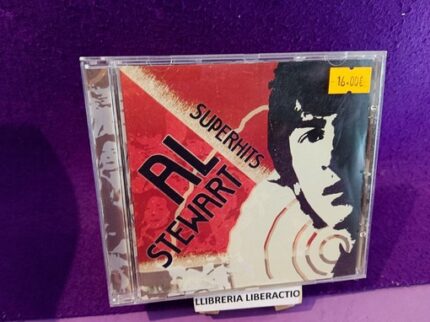 16.00€
SUPERHITS
AL
STEWART
LLIBRERIA LIBERACTIO